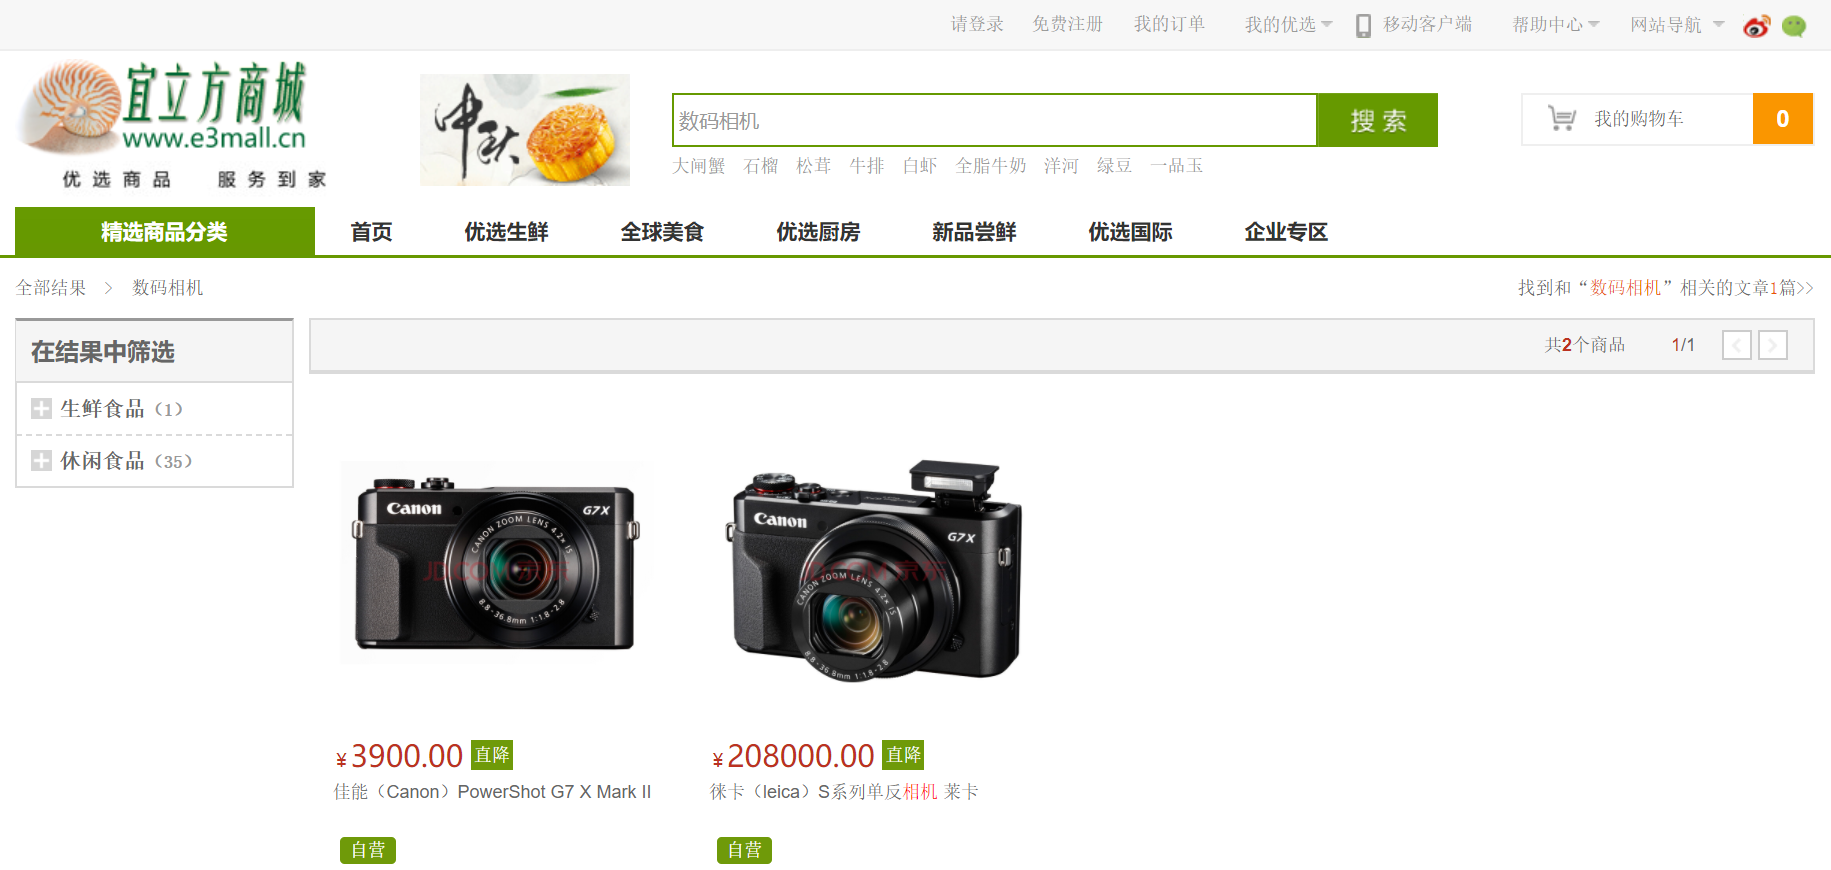 请登录 免费注册 我的订单 我的优选 移动客户端 帮助中心 网站导航
宜立方商城
www.e3mall.cn
优选商品 服务到家
中秋
数码相机 搜索
我的购物车 0
大闸蟹 石榴 松茸 牛排 白虾 全脂牛奶 洋河 绿豆 一品玉
精选商品分类 首页 优选生鲜 全球美食 优选厨房 新品尝鲜 优选国际 企业专区
全部结果 > 数码相机 找到和“数码相机”相关的文章1篇>>
在结果中筛选 共2个商品 1/1
生鲜食品（1）
休闲食品（35）
Canon G7X
CANON ZOOM LENS 4.2x IS
JD.COM 京东
8.8-36.8mm 1:1.8-2.8
Canon G7X
JD.COM 京东
CANON ZOOM LENS 4.2x IS
8.8-36.8mm 1:1.8-2.8
¥3900.00 直降 ¥208000.00 直降
佳能（Canon）PowerShot G7 X Mark II 徕卡（leica）S系列单反相机 莱卡
自营 自营